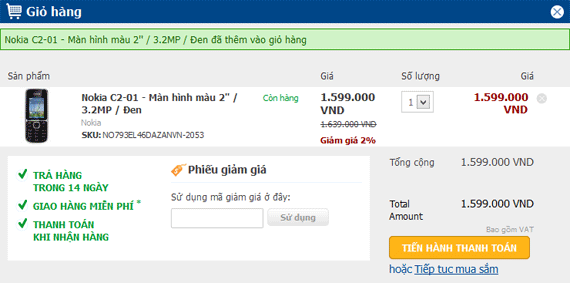 Giỏ hàng
Nokia C2-01 - Màn hình màu 2'' / 3.2MP / Đen đã thêm vào giỏ hàng
Sản phẩm Giá Số lượng Giá
Nokia C2-01 - Màn hình màu 2'' / Còn hàng 1.599.000 1 1.599.000
3.2MP / Đen VND VND
Nokia 1.639.000 VND
SKU: NO793EL46DAZANVN-2053 Giảm giá 2%
TRẢ HÀNG
TRONG 14 NGÀY
GIAO HÀNG MIỄN PHÍ *
THANH TOÁN
KHI NHẬN HÀNG
Phiếu giảm giá
Sử dụng mã giảm giá ở đây:
Sử dụng
Tổng cộng 1.599.000 VND
Total 1.599.000 VND
Amount
Bao gồm VAT
TIẾN HÀNH THANH TOÁN
hoặc Tiếp tục mua sắm